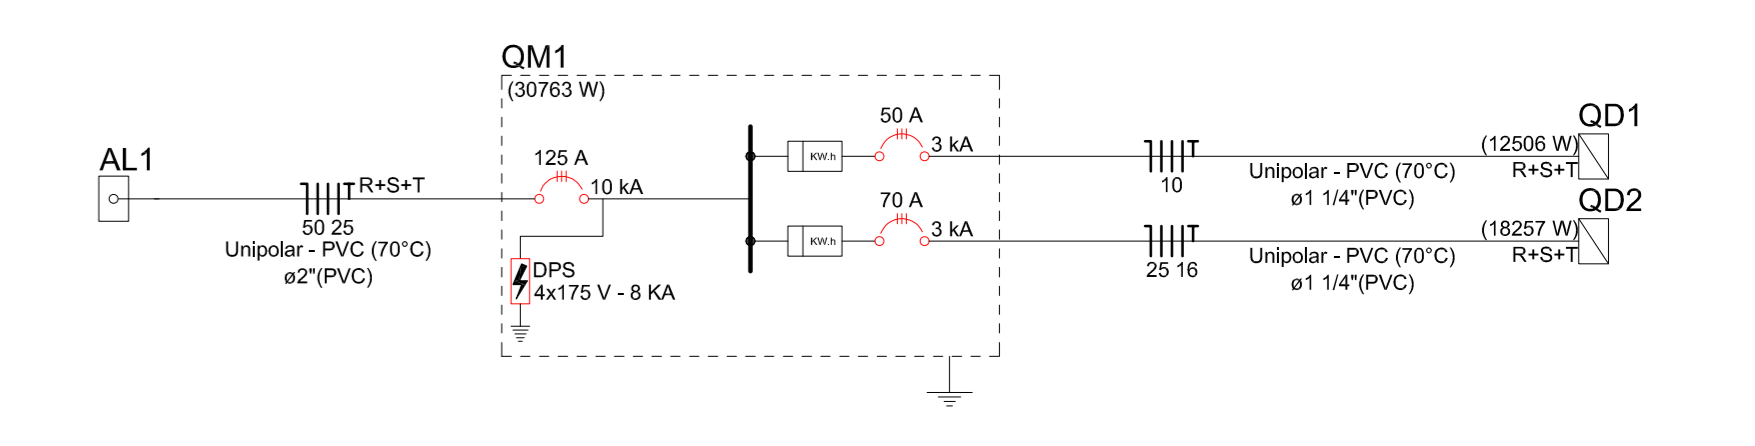 QM1
(30763 W)
AL1
R+S+T
50 25
Unipolar - PVC (70°C)
ø2"(PVC)
125 A
10 kA
DPS
4x175 V - 8 KA
50 A
KW.h
3 kA
70 A
KW.h
3 kA
10
Unipolar - PVC (70°C)
ø1 1/4"(PVC)
QD1
(12506 W)
R+S+T
25 16
Unipolar - PVC (70°C)
ø1 1/4"(PVC)
QD2
(18257 W)
R+S+T